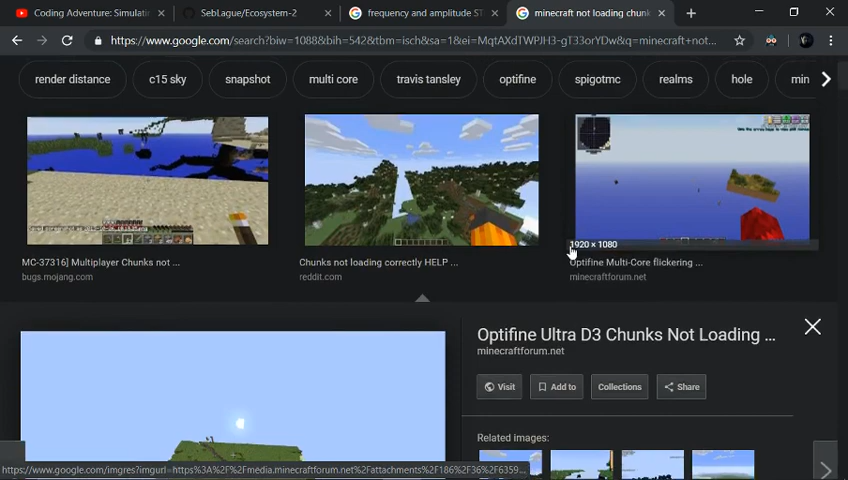 Coding Adventure: Simulatin
SebLague/Ecosystem-2
frequency and amplitude ST
minecraft not loading chunk
https://www.google.com/search?biw=1088&bih=542&tbm=isch&sa=1&ei=MqtAXdTWPJH3-gT33orYDw&q=minecraft+not...
render distance
c15 sky
snapshot
multi core
travis tansley
optifine
spigotmc
realms
hole
min
1920 × 1080
MC-37316] Multiplayer Chunks not ...
Chunks not loading correctly HELP ...
Optifine Multi-Core flickering ...
bugs.mojang.com
reddit.com
minecraftforum.net
Optifine Ultra D3 Chunks Not Loading ...
minecraftforum.net
Visit
Add to
Collections
Share
Related images:
https://www.google.com/imgres?imgurl=https%3A%2F%2Fmedia.minecraftforum.net%2Fattachments%2F186%2F36%2F6359...